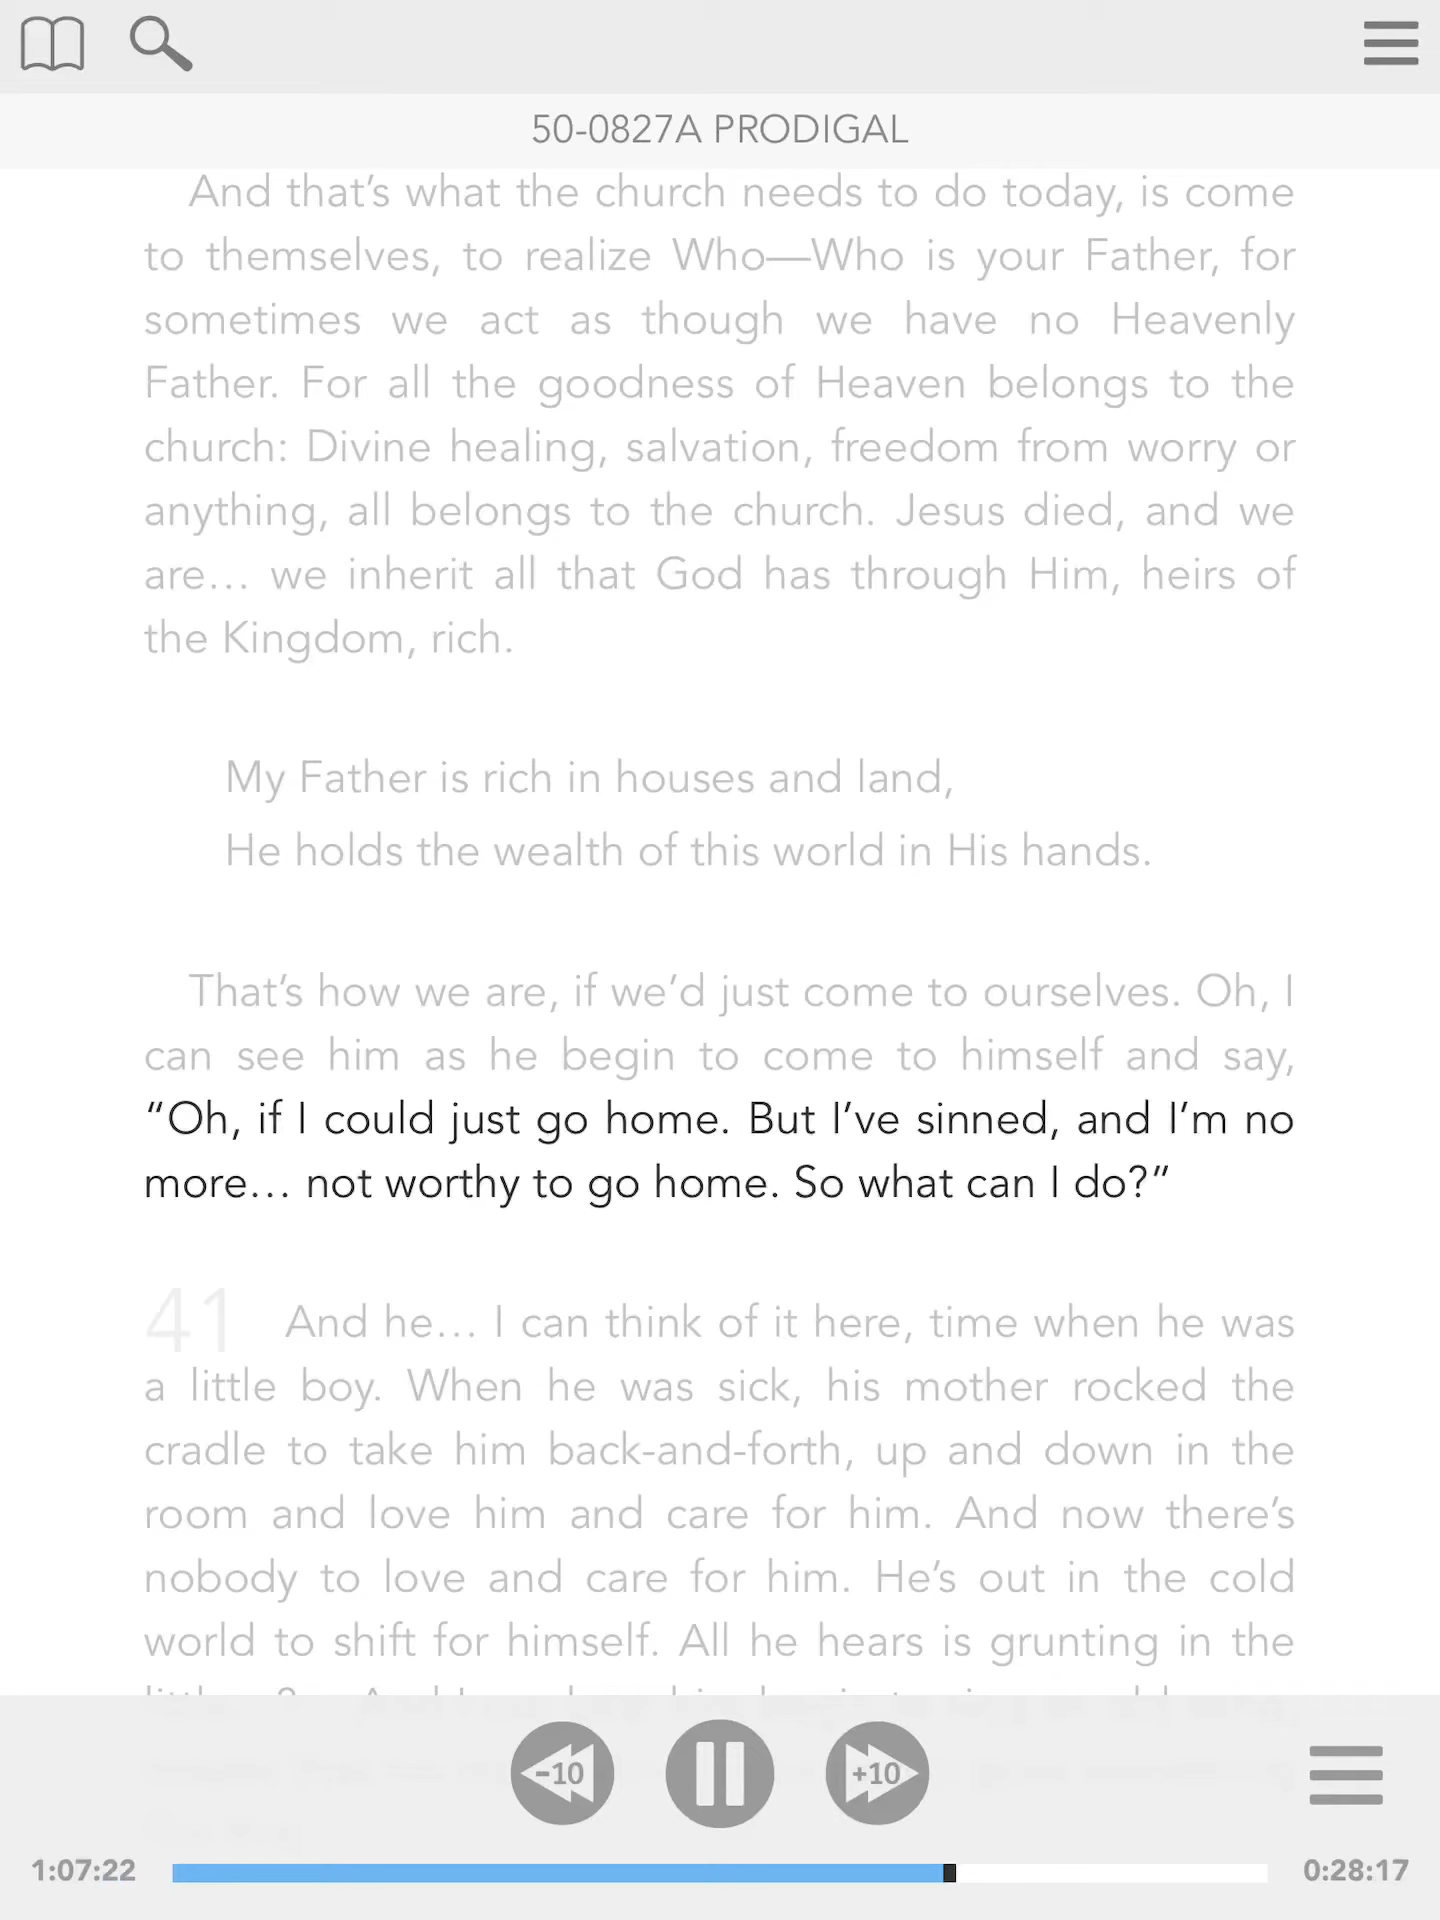 50-0827A PRODIGAL
And that’s what the church needs to do today, is come
to themselves, to realize Who—Who is your Father, for
sometimes we act as though we have no Heavenly
Father. For all the goodness of Heaven belongs to the
church: Divine healing, salvation, freedom from worry or
anything, all belongs to the church. Jesus died, and we
are… we inherit all that God has through Him, heirs of
the Kingdom, rich.
My Father is rich in houses and land,
He holds the wealth of this world in His hands.
That’s how we are, if we’d just come to ourselves. Oh, I
can see him as he begin to come to himself and say,
“Oh, if I could just go home. But I’ve sinned, and I’m no
more… not worthy to go home. So what can I do?”
41 And he… I can think of it here, time when he was
a little boy. When he was sick, his mother rocked the
cradle to take him back-and-forth, up and down in the
room and love him and care for him. And now there’s
nobody to love and care for him. He’s out in the cold
world to shift for himself. All he hears is grunting in the
-10
+10
1:07:22
0:28:17